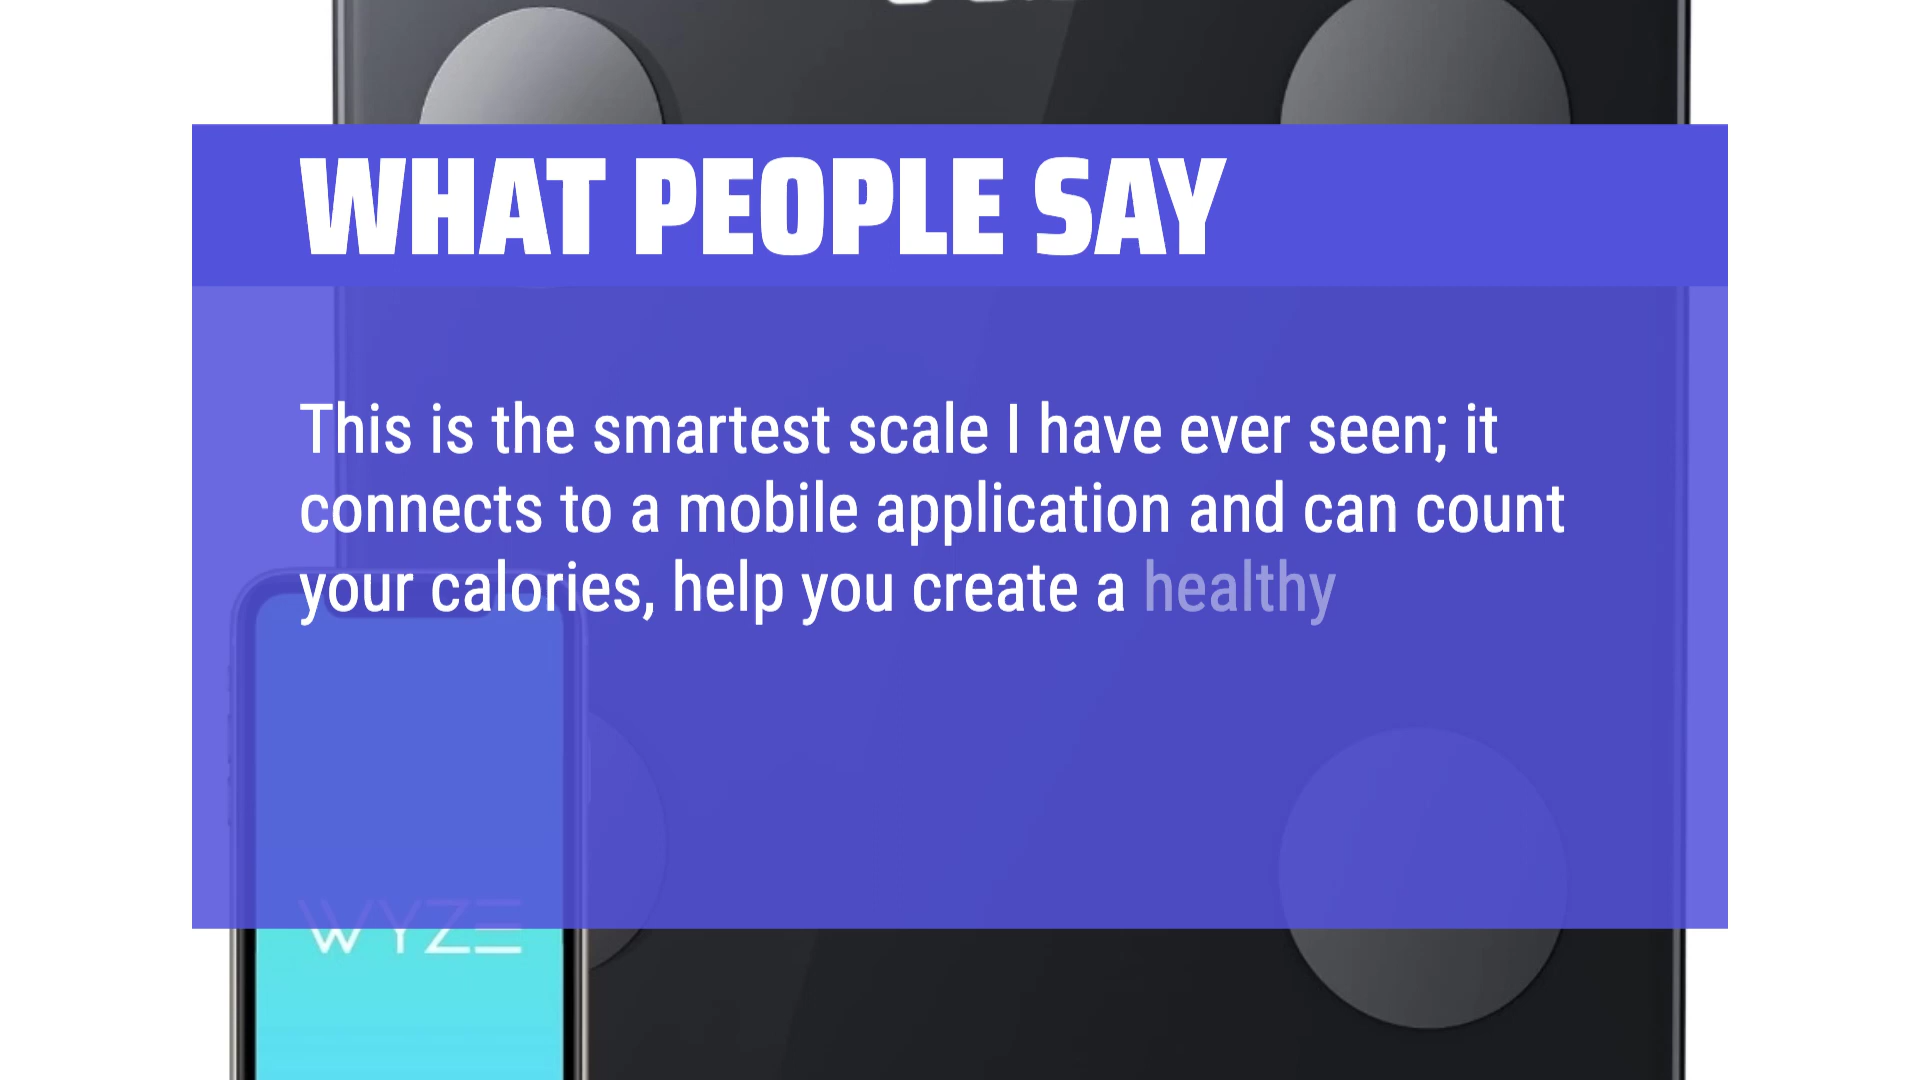 WHAT PEOPLE SAY
This is the smartest scale I have ever seen; it
connects to a mobile application and can count
your calories, help you create a healthy
WYZE